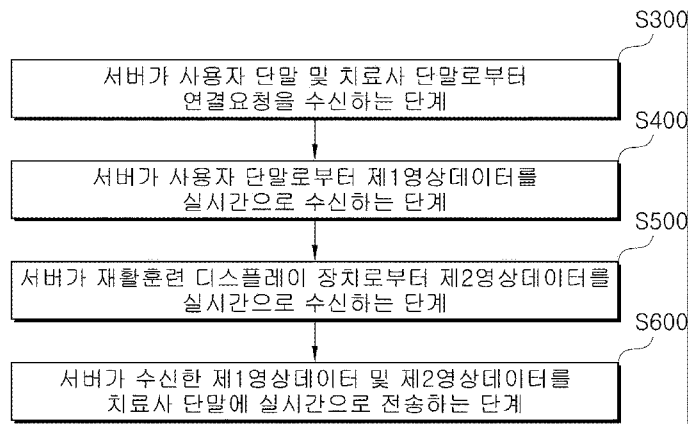 S300
서버가 사용자 단말 및 치료사 단말로부터
연결요청을 수신하는 단계
S400
서버가 사용자 단말로부터 제1영상데이터를
실시간으로 수신하는 단계
S500
서버가 재활훈련 디스플레이 장치로부터 제2영상데이터를
실시간으로 수신하는 단계
S600
서버가 수신한 제1영상데이터 및 제2영상데이터를
치료사 단말에 실시간으로 전송하는 단계